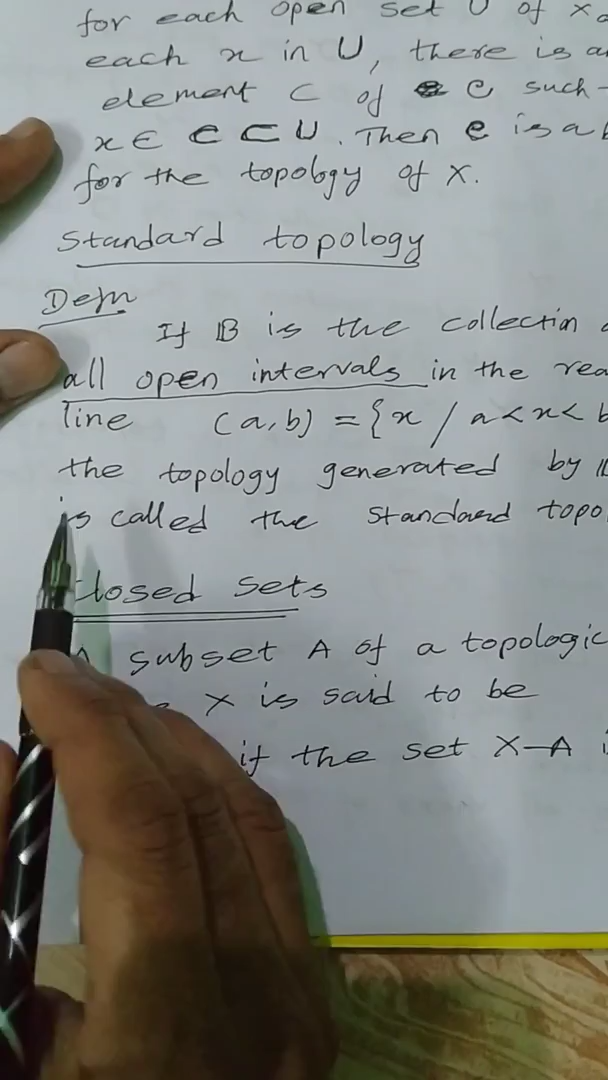 for each open set U of X a
each x in U, there is a
element C of C such
x ∈ C ⊂ U. Then C is a b
for the topology of X.
Standard topology
Defn
If B is the collectin
all open intervals in the rea
line (a,b) = {x / a<x<b
the topology generated by B
is called the standard topo
Closed sets
A subset A of a topologic
X is said to be
if the set X-A i